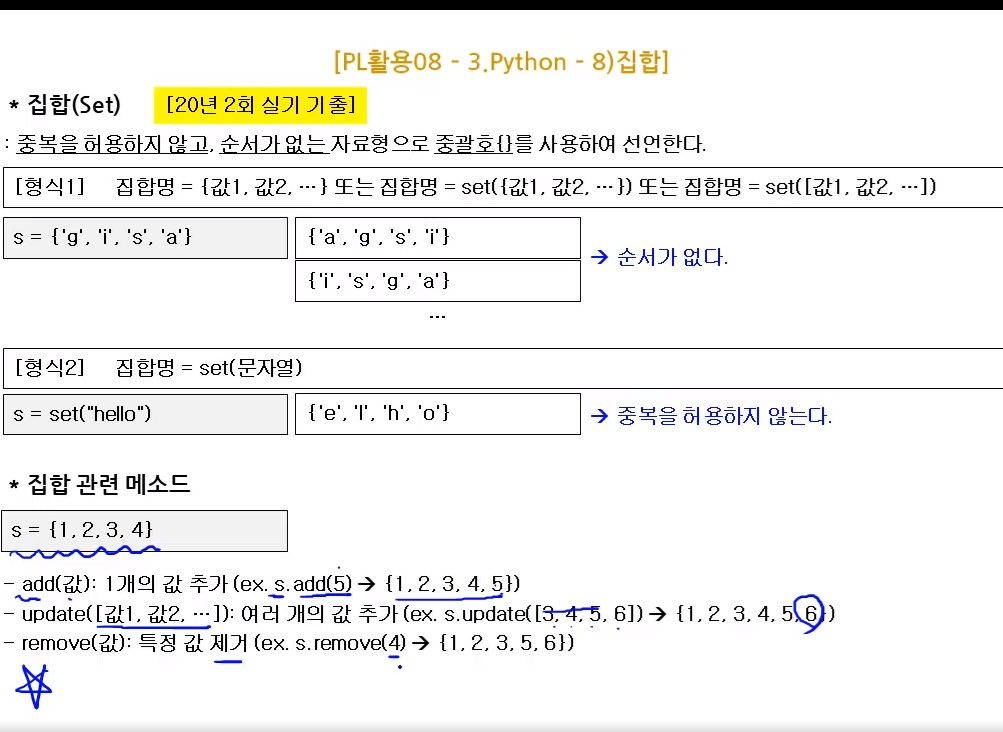 [PL활용08 - 3.Python - 8)집합]
* 집합(Set) [20년 2회 실기 기출]
: 중복을 허용하지 않고, 순서가 없는 자료형으로 중괄호{}를 사용하여 선언한다.
[형식1] 집합명 = {값1, 값2, …} 또는 집합명 = set({값1, 값2, …}) 또는 집합명 = set([값1, 값2, …])
s = {'g', 'i', 's', 'a'} {'a', 'g', 's', 'i'}
→ 순서가 없다.
{'i', 's', 'g', 'a'}
…
[형식2] 집합명 = set(문자열)
s = set("hello") {'e', 'l', 'h', 'o'} → 중복을 허용하지 않는다.
* 집합 관련 메소드
s = {1, 2, 3, 4}
- add(값): 1개의 값 추가 (ex. s.add(5) → {1, 2, 3, 4, 5})
- update([값1, 값2, …]): 여러 개의 값 추가 (ex. s.update([3, 4, 5, 6]) → {1, 2, 3, 4, 5, 6})
- remove(값): 특정 값 제거 (ex. s.remove(4) → {1, 2, 3, 5, 6})